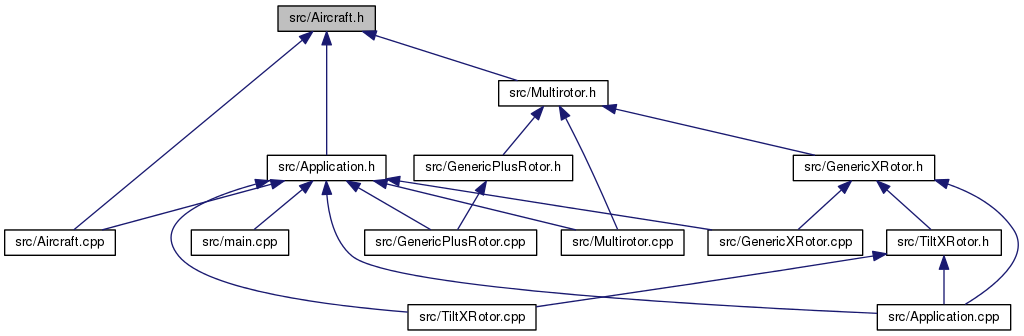 src/Aircraft.h
src/Multirotor.h
src/Application.h
src/GenericPlusRotor.h
src/GenericXRotor.h
src/Aircraft.cpp
src/main.cpp
src/GenericPlusRotor.cpp
src/Multirotor.cpp
src/GenericXRotor.cpp
src/TiltXRotor.h
src/TiltXRotor.cpp
src/Application.cpp